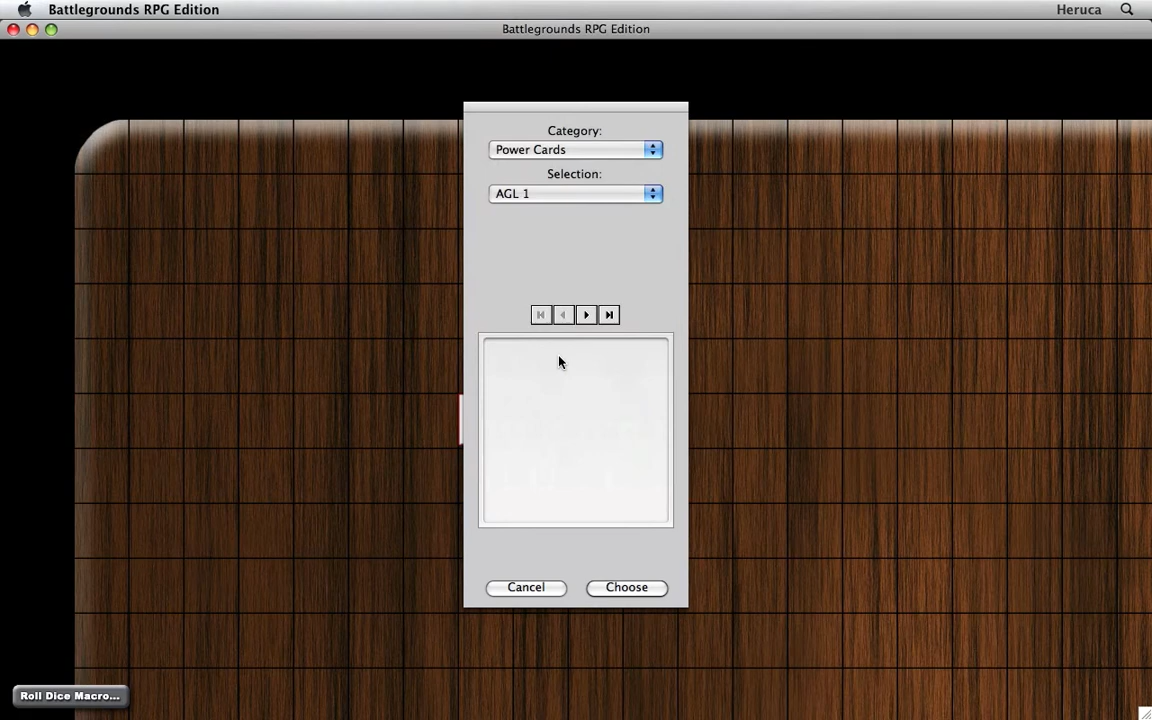 Battlegrounds RPG Edition
Heruca
Battlegrounds RPG Edition
Category:
Power Cards
Selection:
AGL 1
Cancel
Choose
Roll Dice Macro...